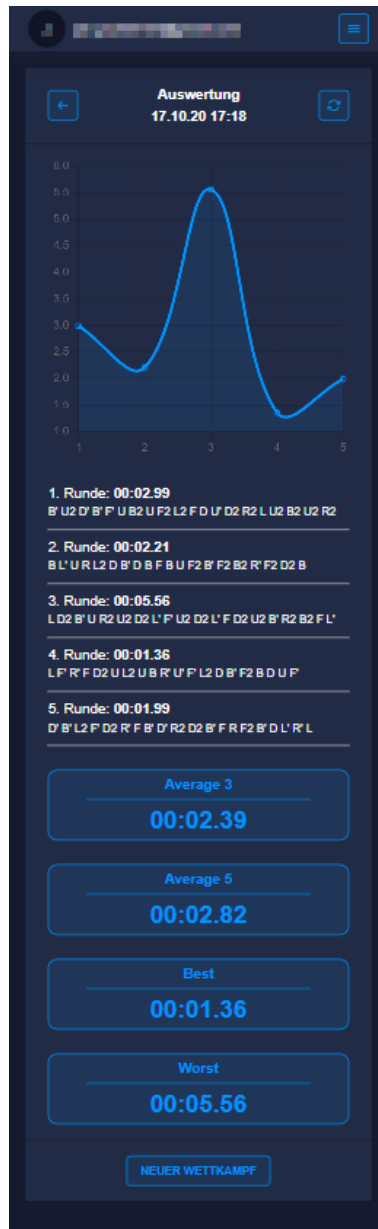 Auswertung
17.10.20 17:18
6.0
5.5
5.0
4.5
4.0
3.5
3.0
2.5
2.0
1.5
1.0
1 2 3 4 5
1. Runde: 00:02.99
B' U2 D' B' F' U B2 U F2 L2 F D U' D2 R2 L U2 B2 U2 R2
2. Runde: 00:02.21
B L' U R L2 D B' D B F B U F2 B' F2 B2 R' F2 D2 B
3. Runde: 00:05.56
L D2 B' U R2 U2 D2 L' F' U2 D2 L' F D2 U2 B' R2 B2 F L'
4. Runde: 00:01.36
L F' R' F D2 U L2 U B R' U' F' L2 D B' F2 B D U F'
5. Runde: 00:01.99
D' B' L2 F' D2 R' F B' D' R2 D2 B' F R F2 B' D L' R' L
Average 3
00:02.39
Average 5
00:02.82
Best
00:01.36
Worst
00:05.56
NEUER WETTKAMPF